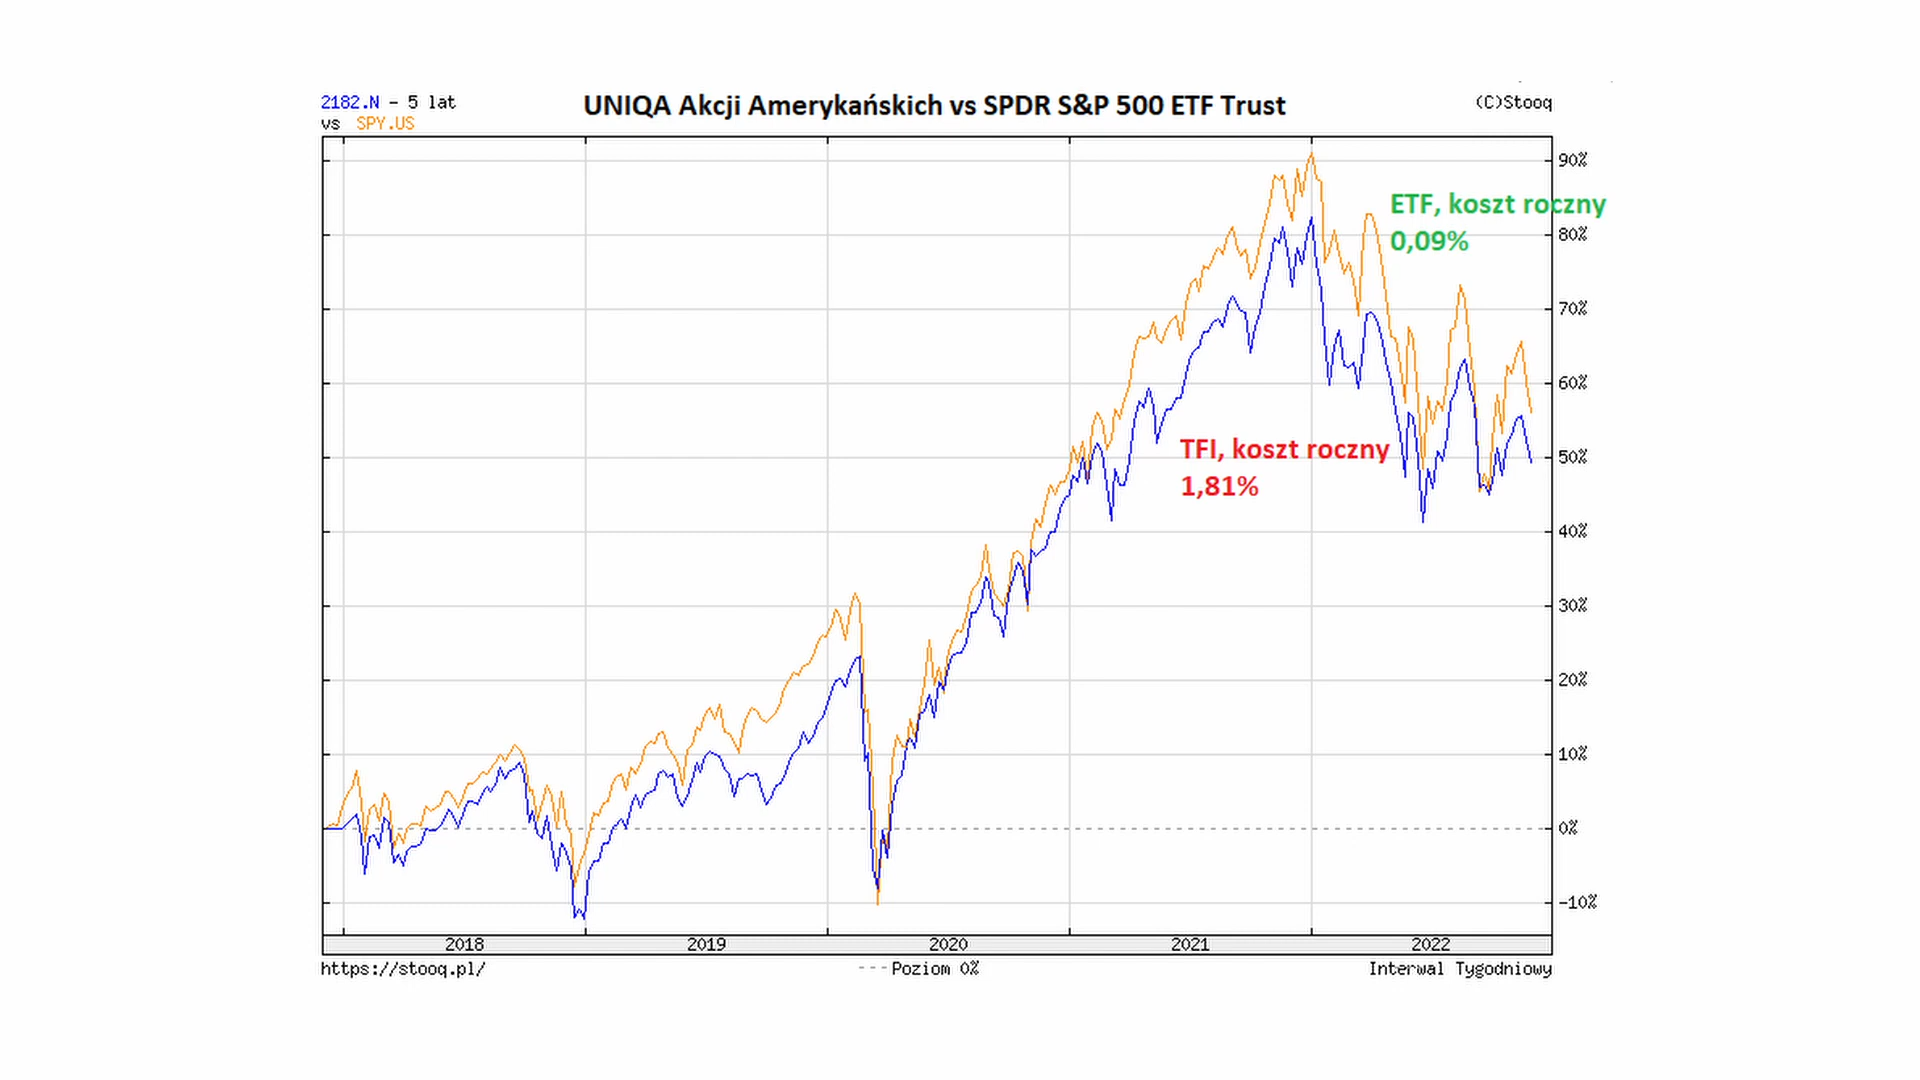 2182.N - 5 lat
vs SPY.US
UNIQA Akcji Amerykańskich vs SPDR S&P 500 ETF Trust
(C)Stooq
90%
80%
70%
60%
50%
40%
30%
20%
10%
0%
-10%
ETF, koszt roczny
0,09%
TFI, koszt roczny
1,81%
2018 2019 2020 2021 2022
https://stooq.pl/
---Poziom 0%
Interwał Tygodniowy